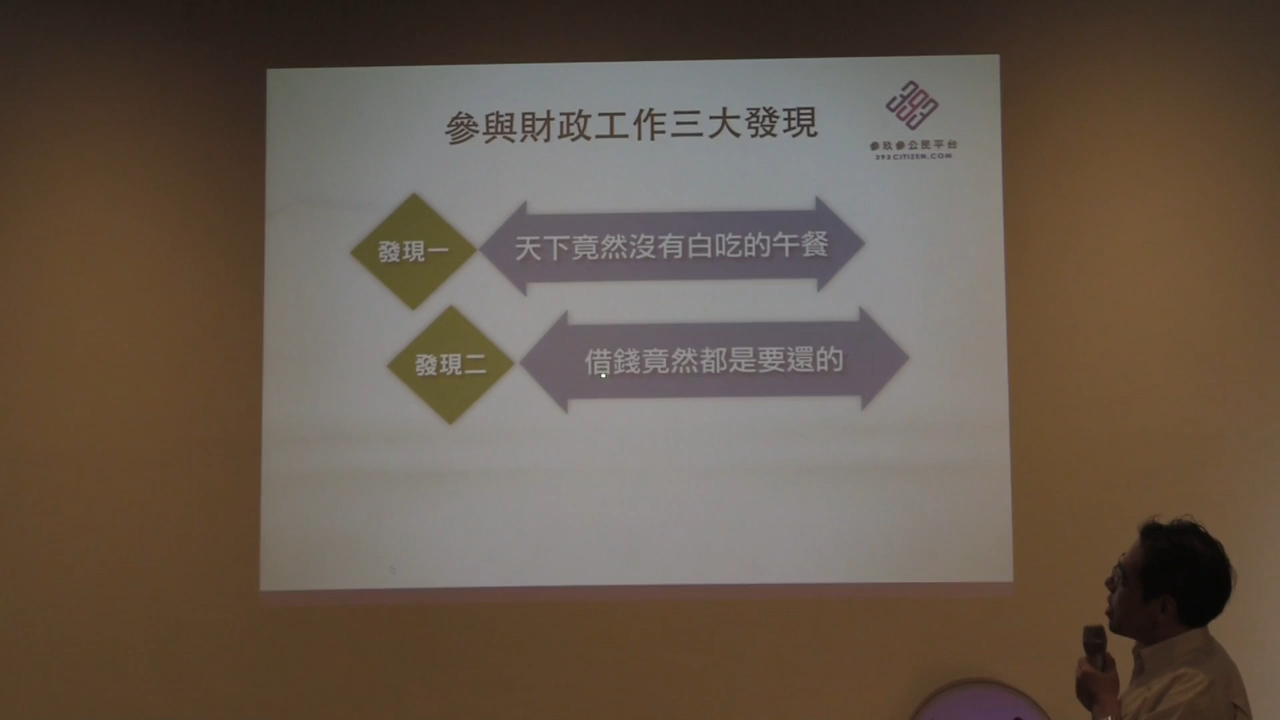 參與財政工作三大發現
393
參玖參公民平台
393CITIZEN.COM
發現一
天下竟然沒有白吃的午餐
發現二
借錢竟然都是要還的